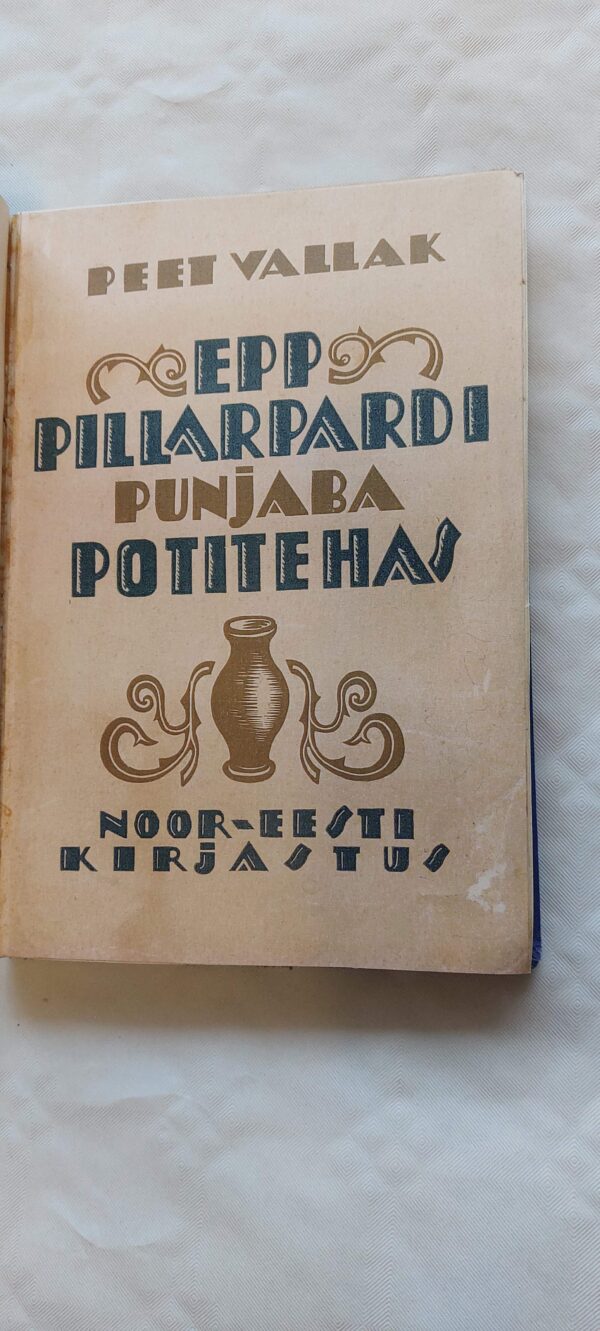 PEET VALLAK
EPP
PILLARPARDI
PUNJABA
POTITEHAS
NOOR-EESTI
KIRJASTUS